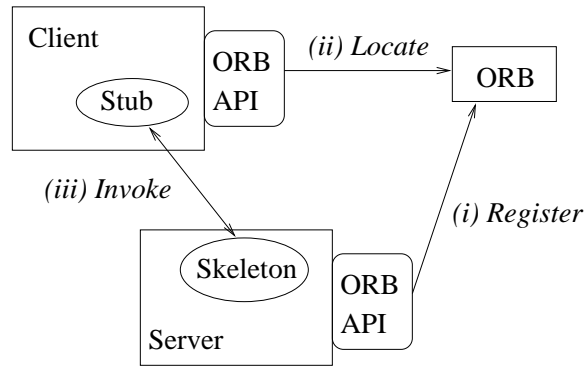 Client
ORB
API
(ii) Locate
ORB
Stub
(iii) Invoke
(i) Register
Skeleton
ORB
API
Server